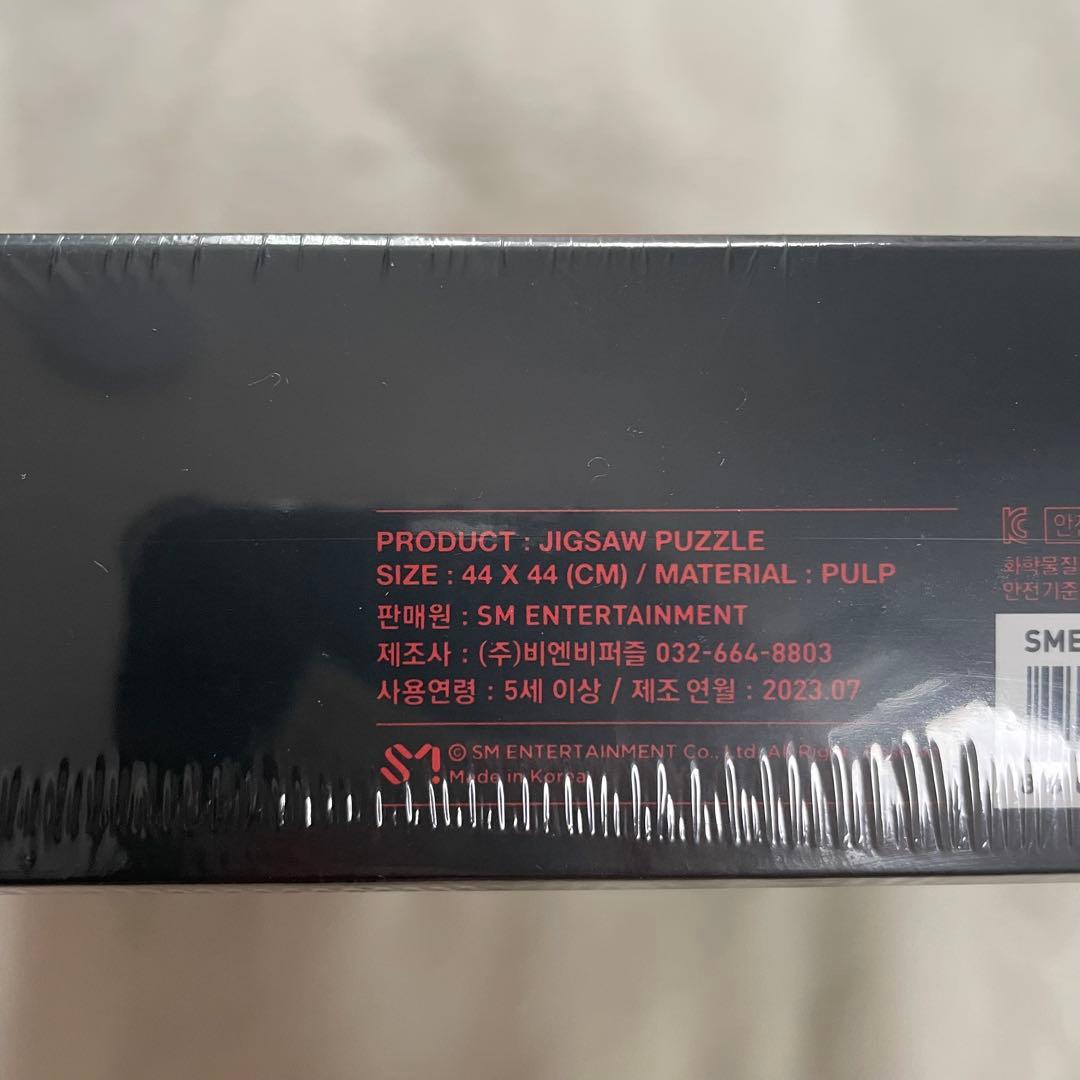 PRODUCT : JIGSAW PUZZLE
SIZE : 44 X 44 (CM) / MATERIAL : PULP
판매원 : SM ENTERTAINMENT
제조사 : (주)비엔비퍼즐 032-664-8803
사용연령 : 5세 이상 / 제조 연월 : 2023.07
SM!
© SM ENTERTAINMENT Co., Ltd. All
Made in Korea
화학물질
안전기준
SME